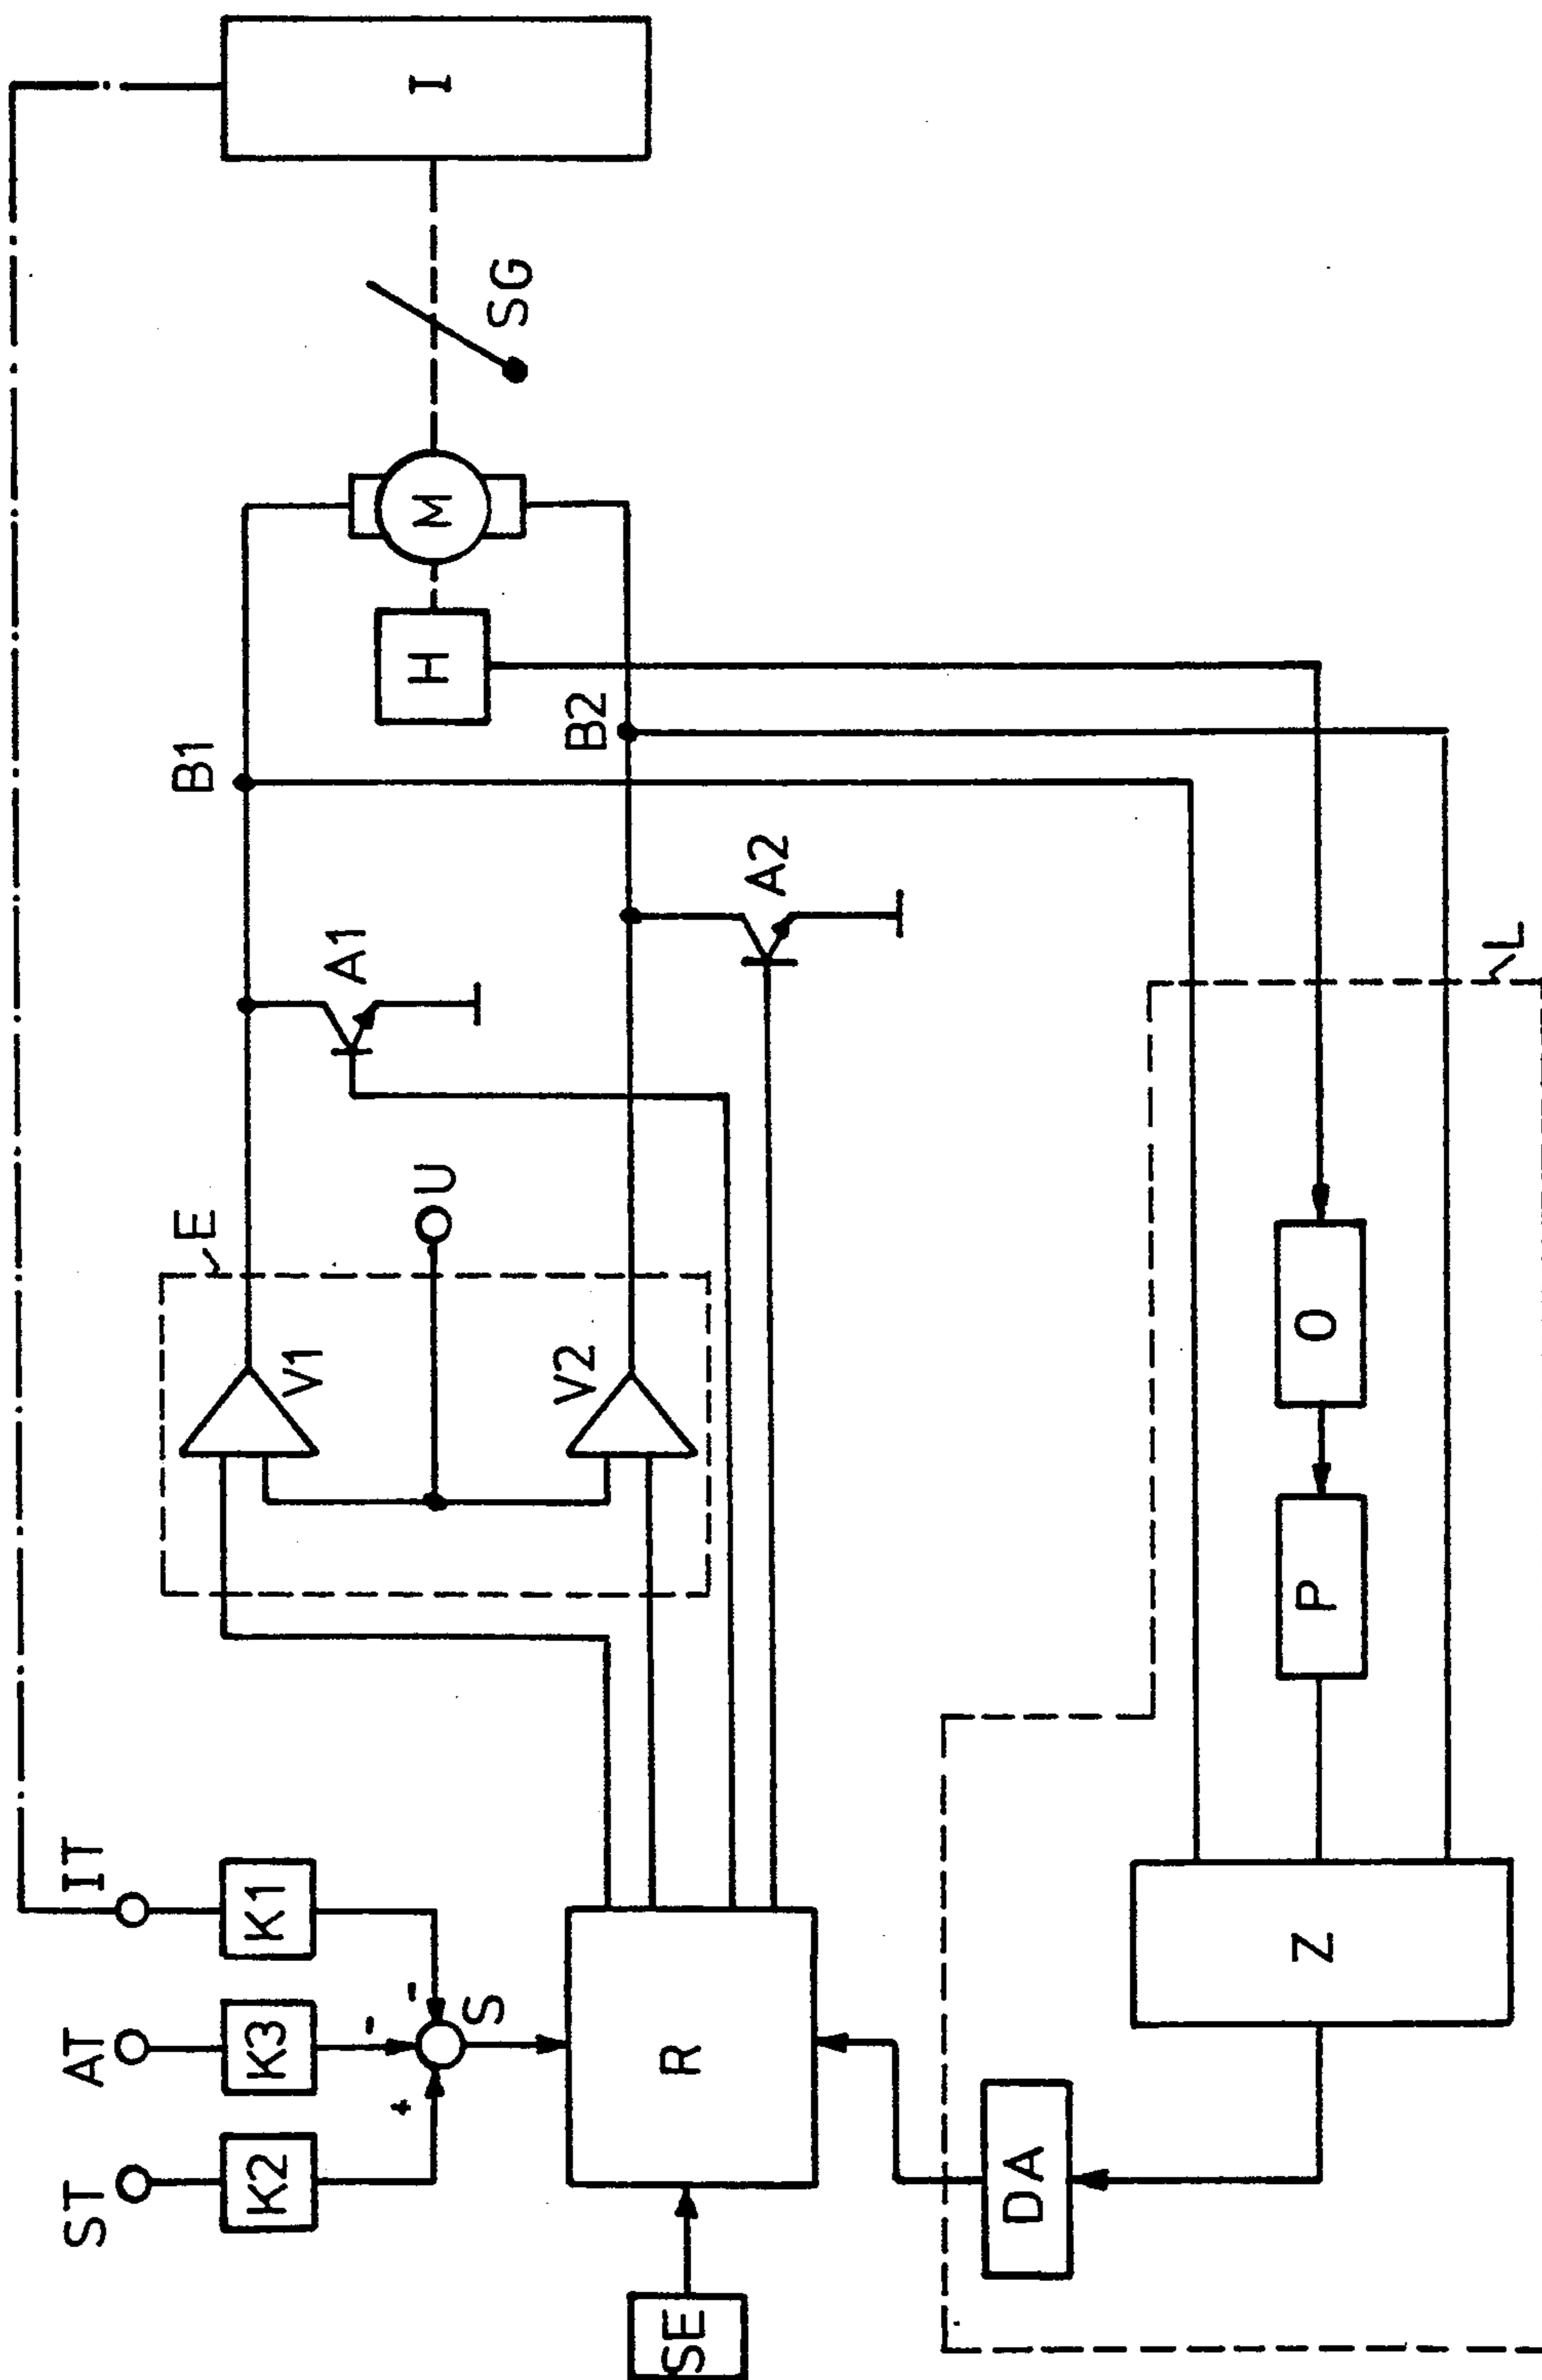 ST
AT
IT
K2
K3
K1
+
-
-
S
SE
R
E
V1
V2
U
A1
A2
B1
B2
H
M
SG
I
L
DA
Z
P
O